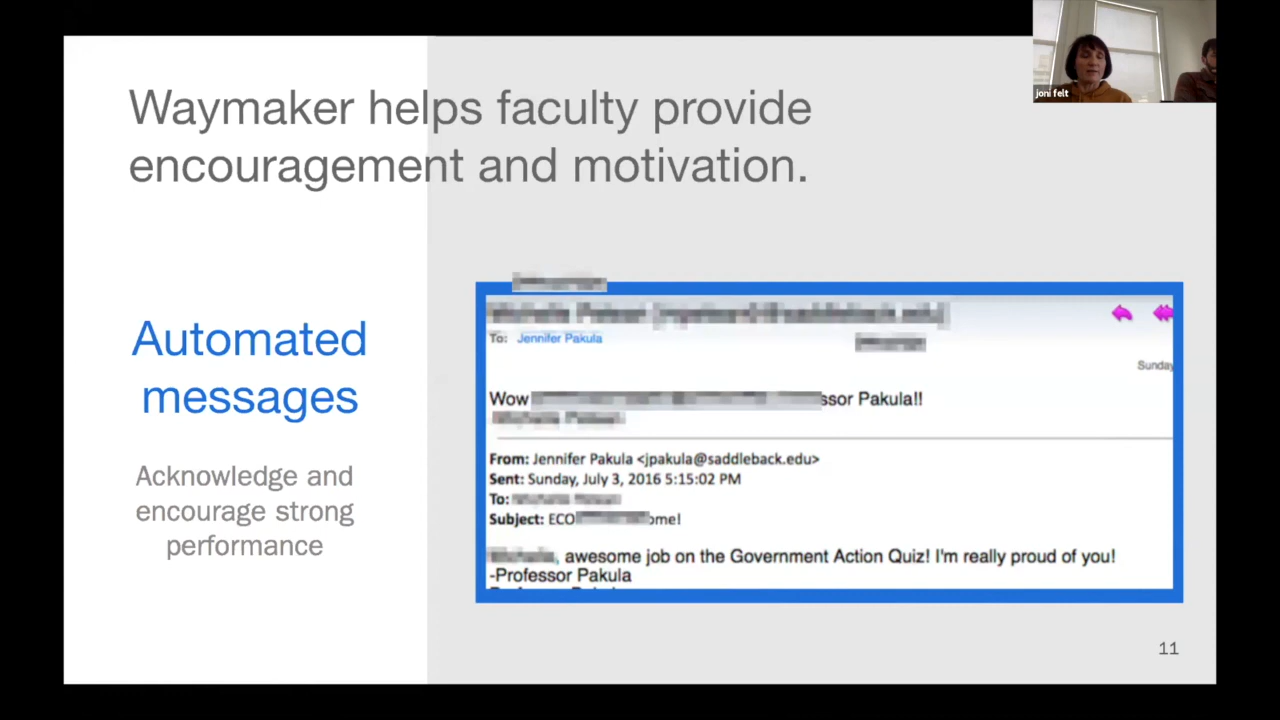 joni felt
Waymaker helps faculty provide
encouragement and motivation.
Automated
messages
Acknowledge and
encourage strong
performance
To: Jennifer Pakula
Sunday
Wow ssor Pakula!!
From: Jennifer Pakula <jpakula@saddleback.edu>
Sent: Sunday, July 3, 2016 5:15:02 PM
To:
Subject: ECO ome!
, awesome job on the Government Action Quiz! I'm really proud of you!
-Professor Pakula
11